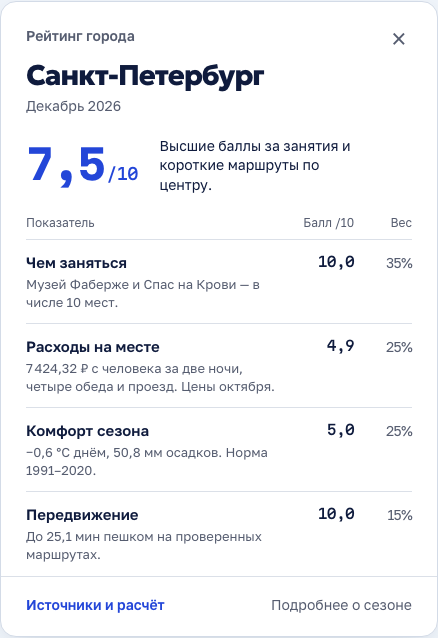 Рейтинг города
Санкт-Петербург
Декабрь 2026
7,5/10
Высшие баллы за занятия и
короткие маршруты по
центру.
Показатель Балл /10 Вес
Чем заняться 10,0 35%
Музей Фаберже и Спас на Крови — в
числе 10 мест.
Расходы на месте 4,9 25%
7 424,32 ₽ с человека за две ночи,
четыре обеда и проезд. Цены октября.
Комфорт сезона 5,0 25%
−0,6 °C днём, 50,8 мм осадков. Норма
1991–2020.
Передвижение 10,0 15%
До 25,1 мин пешком на проверенных
маршрутах.
Источники и расчёт Подробнее о сезоне